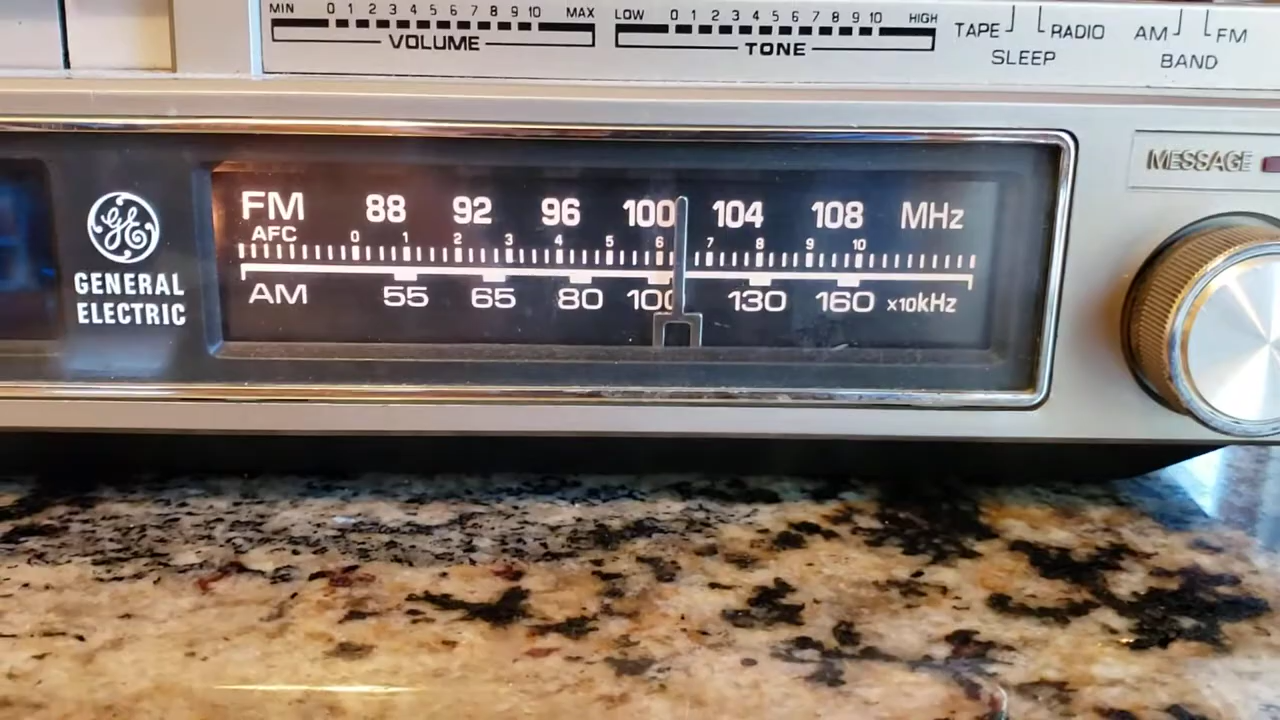 MIN 0 1 2 3 4 5 6 7 8 9 10 MAX
VOLUME
LOW 0 1 2 3 4 5 6 7 8 9 10 HIGH
TONE
TAPE RADIO
SLEEP
AM FM
BAND
MESSAGE
GE
GENERAL
ELECTRIC
FM 88 92 96 100 104 108 MHz
AFC 0 1 2 3 4 5 6 7 8 9 10
AM 55 65 80 100 130 160 x10kHz